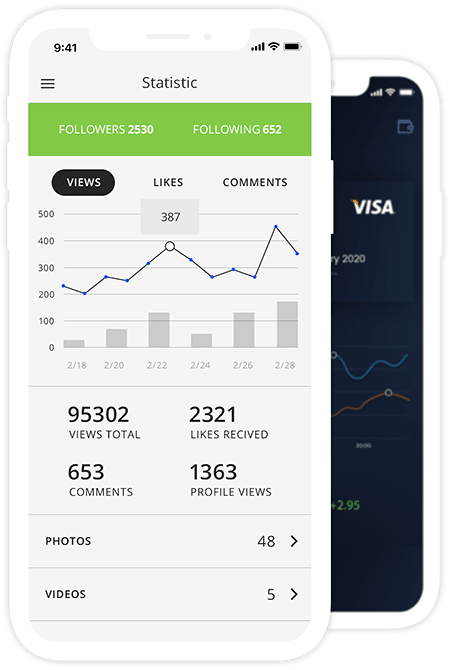 9:41
Statistic
FOLLOWERS 2530 FOLLOWING 652
VIEWS LIKES COMMENTS
387
500
400
300
200
100
0
2/18 2/20 2/22 2/24 2/26 2/28
95302 2321
VIEWS TOTAL LIKES RECIVED
653 1363
COMMENTS PROFILE VIEWS
PHOTOS 48
VIDEOS 5
VISA
2020
+2.95